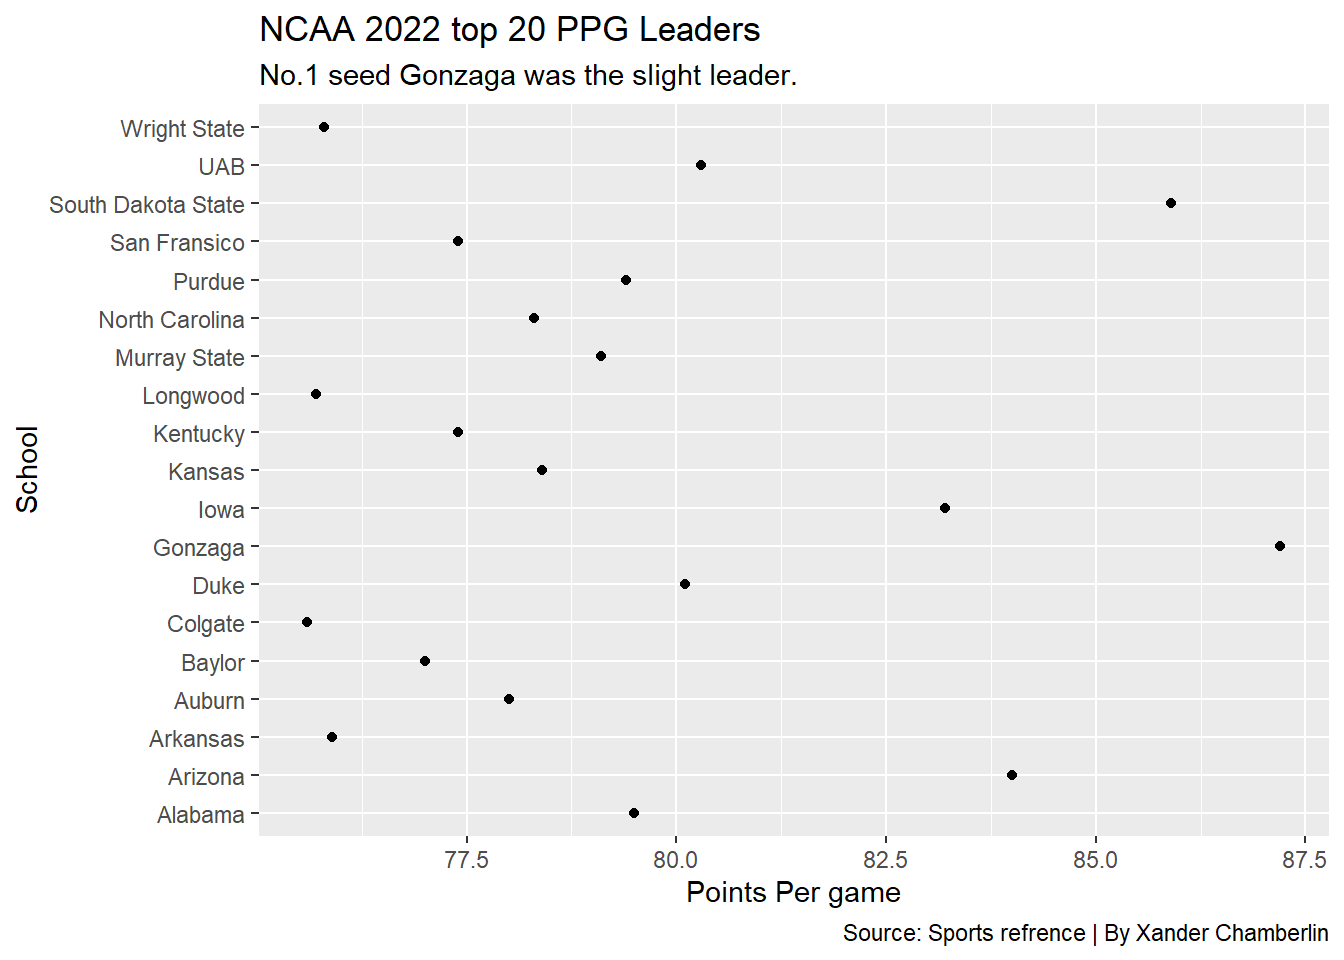 NCAA 2022 top 20 PPG Leaders
No.1 seed Gonzaga was the slight leader.
School
Wright State
UAB
South Dakota State
San Fransico
Purdue
North Carolina
Murray State
Longwood
Kentucky
Kansas
Iowa
Gonzaga
Duke
Colgate
Baylor
Auburn
Arkansas
Arizona
Alabama
77.5 80.0 82.5 85.0 87.5
Points Per game
Source: Sports refrence | By Xander Chamberlin